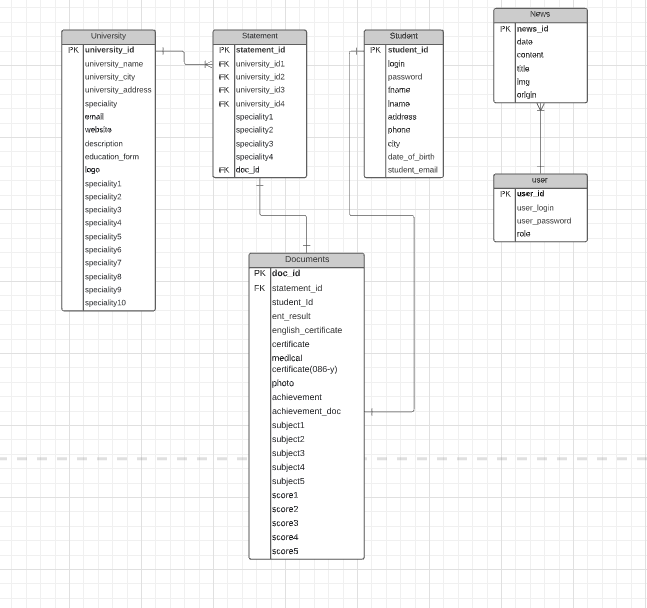 University
PK university_id
university_name
university_city
university_address
speciality
email
website
description
education_form
logo
speciality1
speciality2
speciality3
speciality4
speciality5
speciality6
speciality7
speciality8
speciality9
speciality10
Statement
PK statement_id
FK university_id1
FK university_id2
FK university_id3
FK university_id4
speciality1
speciality2
speciality3
speciality4
FK doc_id
Student
PK student_id
login
password
fname
lname
address
phone
city
date_of_birth
student_email
News
PK news_id
date
content
title
img
origin
user
PK user_id
user_login
user_password
role
Documents
PK doc_id
FK statement_id
student_id
ent_result
english_certificate
certificate
medical
certificate(086-y)
photo
achievement
achievement_doc
subject1
subject2
subject3
subject4
subject5
score1
score2
score3
score4
score5